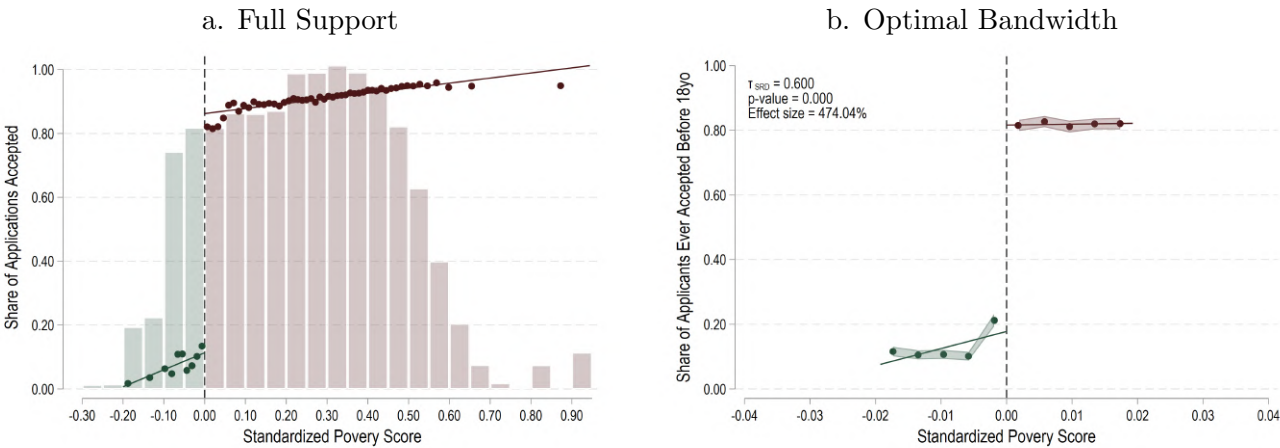 a. Full Support
Share of Applications Accepted
1.00
0.80
0.60
0.40
0.20
0.00
-0.30 -0.20 -0.10 0.00 0.10 0.20 0.30 0.40 0.50 0.60 0.70 0.80 0.90
Standardized Povery Score
b. Optimal Bandwidth
Share of Applicants Ever Accepted Before 18yo
τSRD = 0.600
p-value = 0.000
Effect size = 474.04%
1.00
0.80
0.60
0.40
0.20
0.00
-0.04 -0.03 -0.02 -0.01 0.00 0.01 0.02 0.03 0.04
Standardized Povery Score